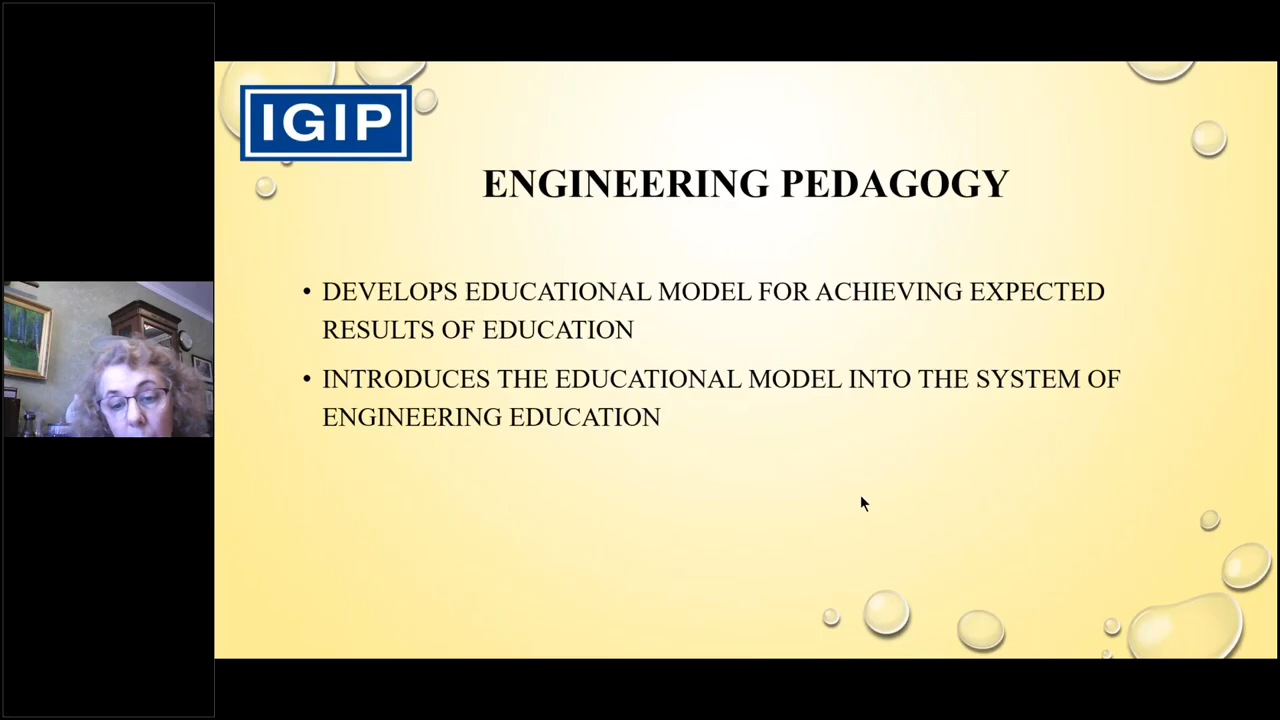 IGIP
ENGINEERING PEDAGOGY
• DEVELOPS EDUCATIONAL MODEL FOR ACHIEVING EXPECTED
RESULTS OF EDUCATION
• INTRODUCES THE EDUCATIONAL MODEL INTO THE SYSTEM OF
ENGINEERING EDUCATION